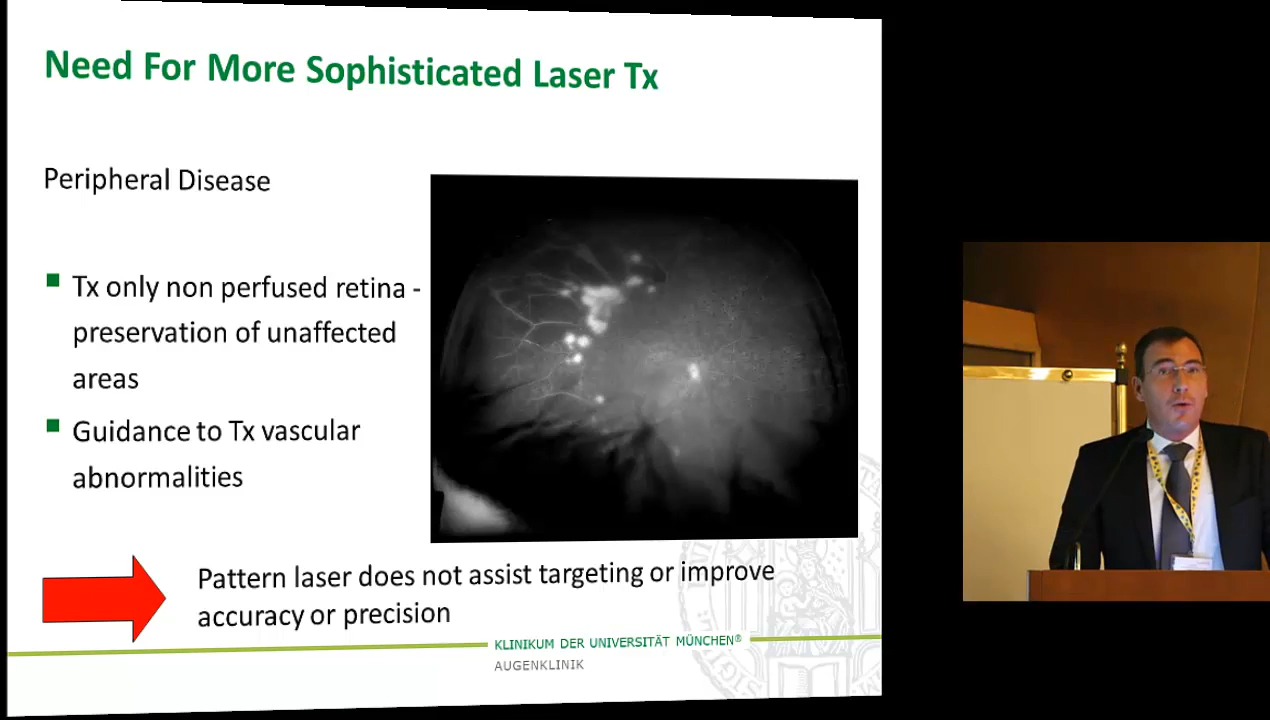 Need For More Sophisticated Laser Tx
Peripheral Disease
Tx only non perfused retina -
preservation of unaffected
areas
Guidance to Tx vascular
abnormalities
Pattern laser does not assist targeting or improve
accuracy or precision
KLINIKUM DER UNIVERSITÄT MÜNCHEN®
AUGENKLINIK